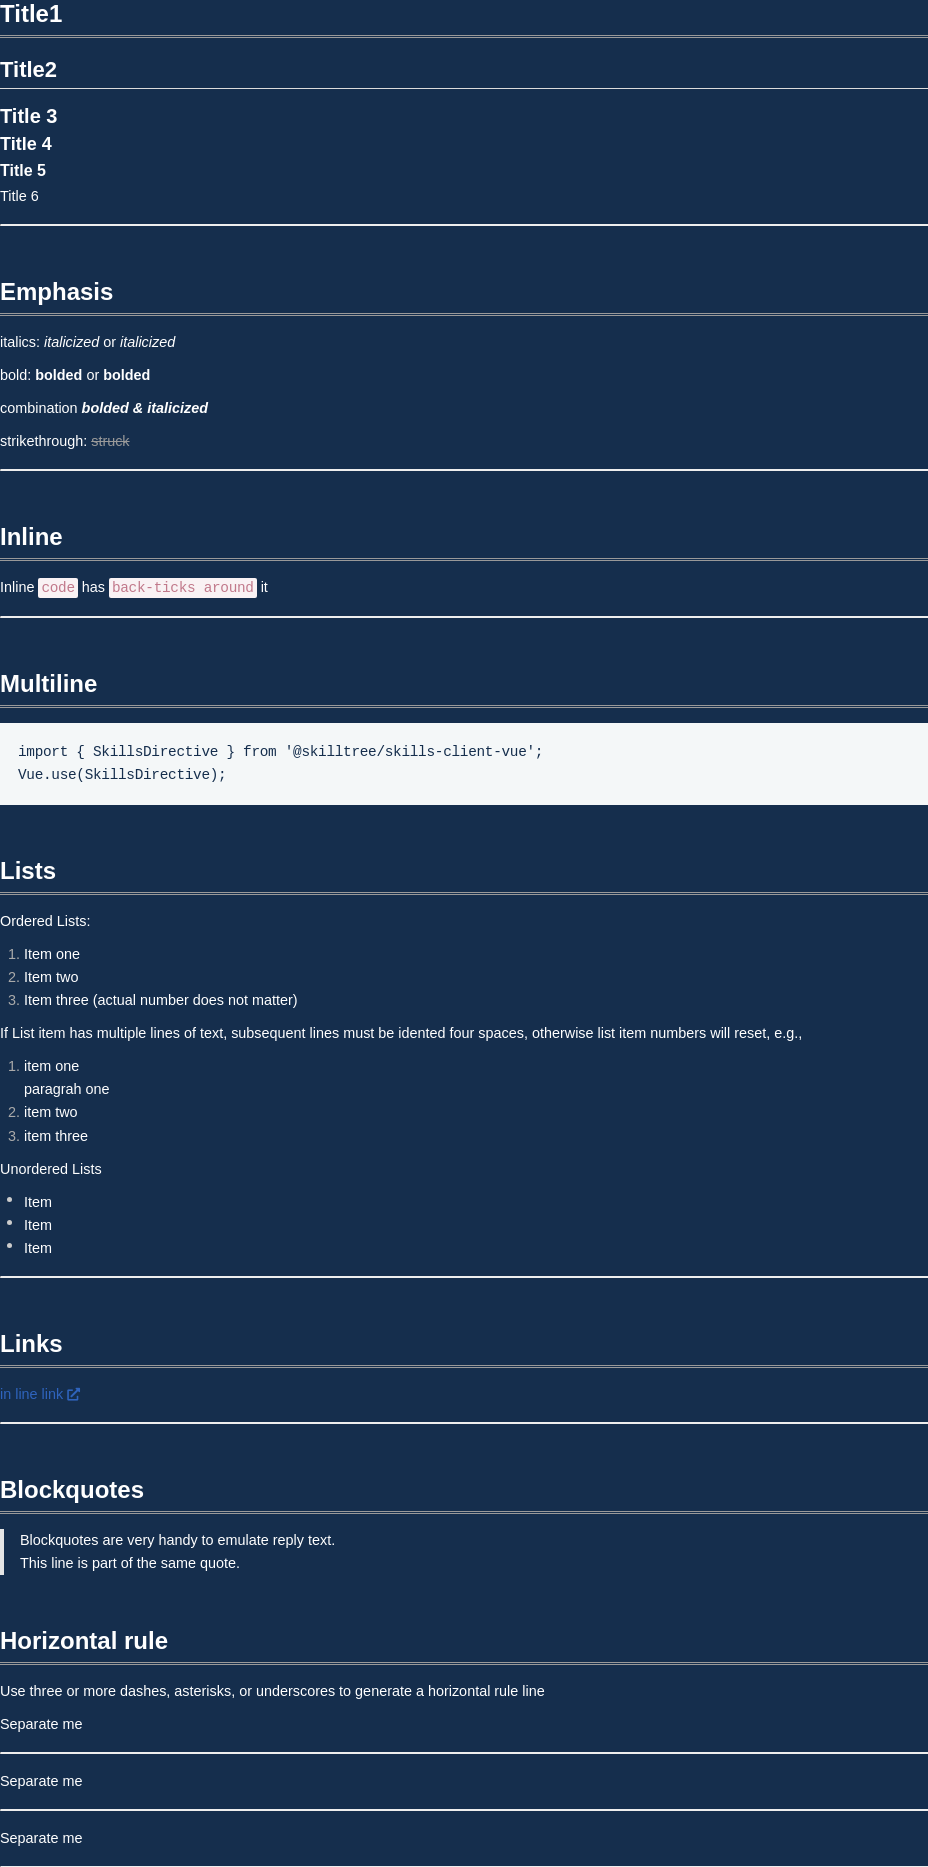 Title1
Title2
Title 3
Title 4
Title 5
Title 6
Emphasis
italics: italicized or italicized
bold: bolded or bolded
combination bolded & italicized
strikethrough: struck
Inline
Inline code has back-ticks around it
Multiline
import { SkillsDirective } from '@skilltree/skills-client-vue';
Vue.use(SkillsDirective);
Lists
Ordered Lists:
1. Item one
2. Item two
3. Item three (actual number does not matter)
If List item has multiple lines of text, subsequent lines must be idented four spaces, otherwise list item numbers will reset, e.g.,
1. item one
paragrah one
2. item two
3. item three
Unordered Lists
• Item
• Item
• Item
Links
in line link
Blockquotes
Blockquotes are very handy to emulate reply text.
This line is part of the same quote.
Horizontal rule
Use three or more dashes, asterisks, or underscores to generate a horizontal rule line
Separate me
Separate me
Separate me